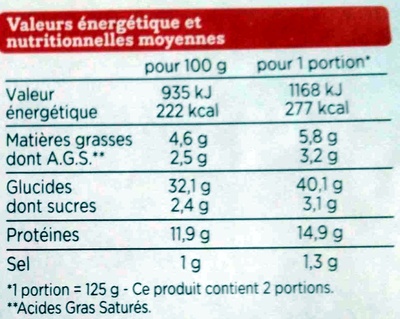 Valeurs énergétique et
nutritionnelles moyennes
pour 100 g pour 1 portion*
Valeur 935 kJ 1168 kJ
énergétique 222 kcal 277 kcal
Matières grasses 4,6 g 5,8 g
dont A.G.S.** 2,5 g 3,2 g
Glucides 32,1 g 40,1 g
dont sucres 2,4 g 3,1 g
Protéines 11,9 g 14,9 g
Sel 1 g 1,3 g
*1 portion = 125 g - Ce produit contient 2 portions.
**Acides Gras Saturés.